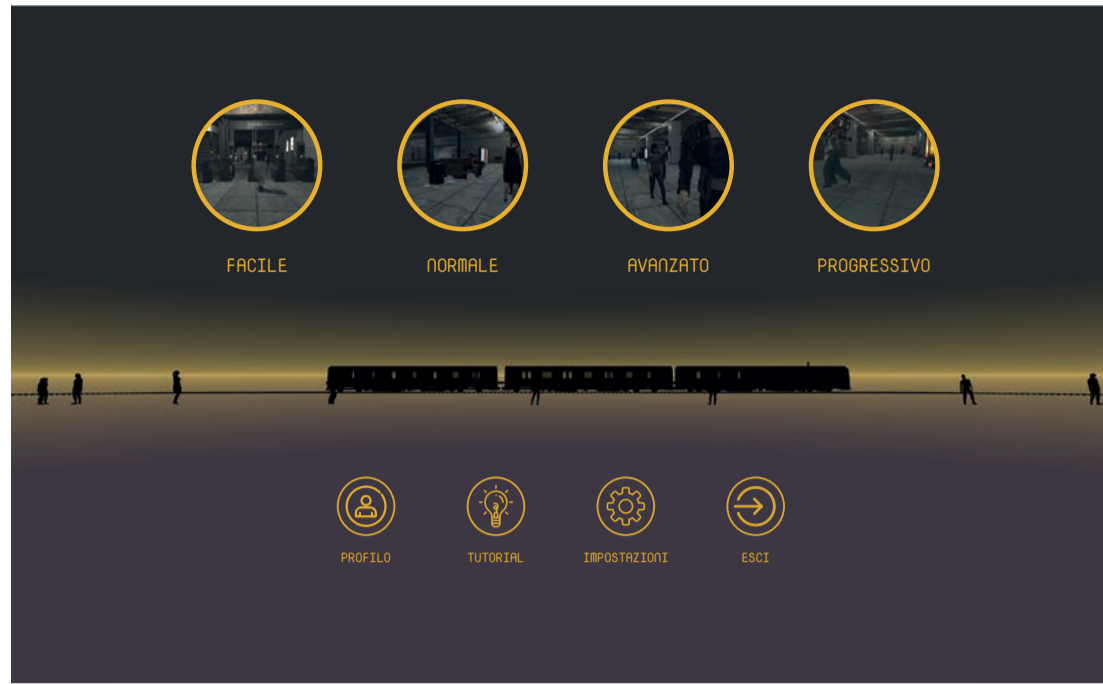 FACILE
NORMALE
AVANZATO
PROGRESSIVO
PROFILO
TUTORIAL
IMPOSTAZIONI
ESCI